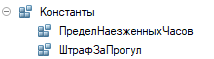 Константы
ПределНаезженныхЧасов
ШтрафЗаПрогул